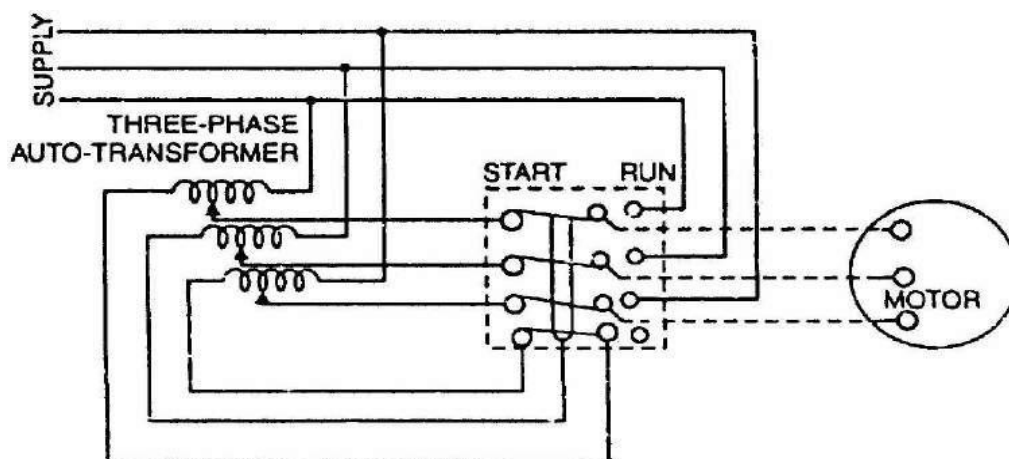 SUPPLY
THREE-PHASE
AUTO-TRANSFORMER
START RUN
MOTOR